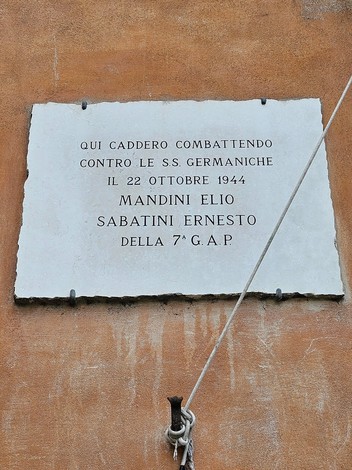 QUI CADDERO COMBATTENDO
CONTRO LE S.S. GERMANICHE
IL 22 OTTOBRE 1944
MANDINI ELIO
SABATINI ERNESTO
DELLA 7ª G.A.P.